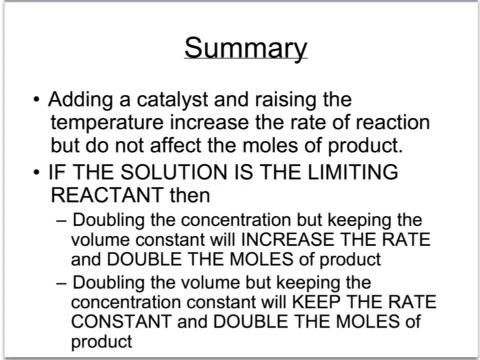 Summary
• Adding a catalyst and raising the
temperature increase the rate of reaction
but do not affect the moles of product.
• IF THE SOLUTION IS THE LIMITING
REACTANT then
– Doubling the concentration but keeping the
volume constant will INCREASE THE RATE
and DOUBLE THE MOLES of product
– Doubling the volume but keeping the
concentration constant will KEEP THE RATE
CONSTANT and DOUBLE THE MOLES of
product